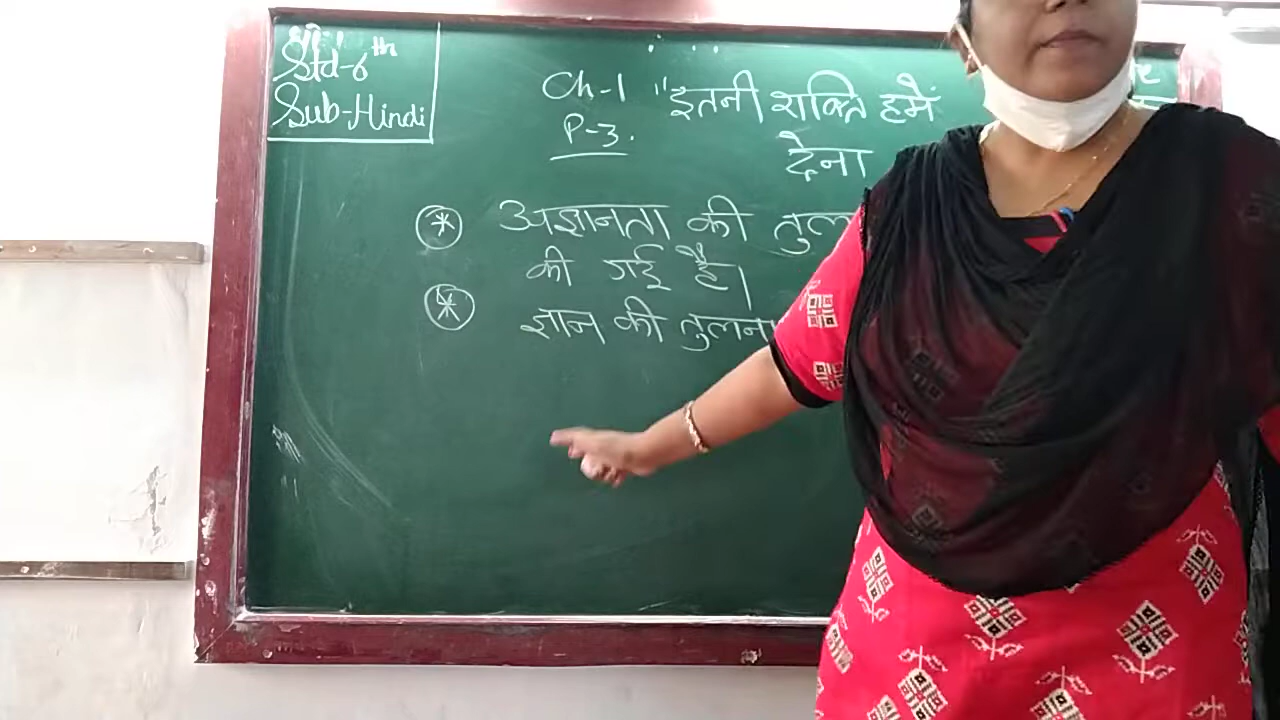 Std-6th
Sub-Hindi
Ch-1 "इतनी शक्ति हमें
P-3.
देना
अज्ञानता की
की गई है।
ज्ञान की तुलना